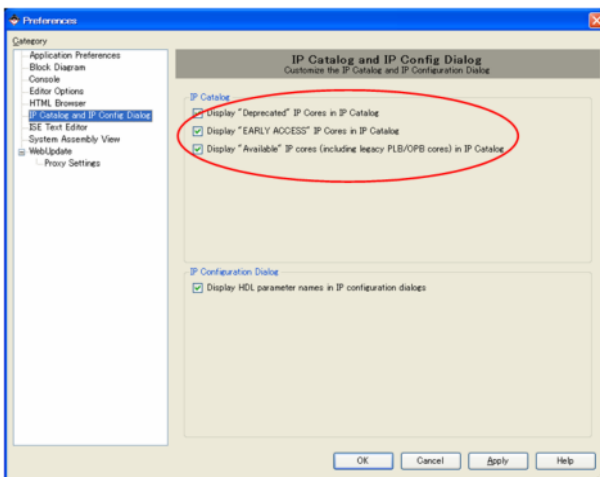 Preferences
Category
Application Preferences
Block Diagram
Console
Editor Options
HTML Browser
IP Catalog and IP Config Dialog
ISE Text Editor
System Assembly View
WebUpdate
Proxy Settings
IP Catalog and IP Config Dialog
Customize the IP Catalog and IP Configuration Dialog
IP Catalog
Display "Deprecated" IP Cores in IP Catalog
Display "EARLY ACCESS" IP Cores in IP Catalog
Display "Available" IP cores (including legacy PLB/OPB cores) in IP Catalog
IP Configuration Dialog
Display HDL parameter names in IP configuration dialogs
OK
Cancel
Apply
Help